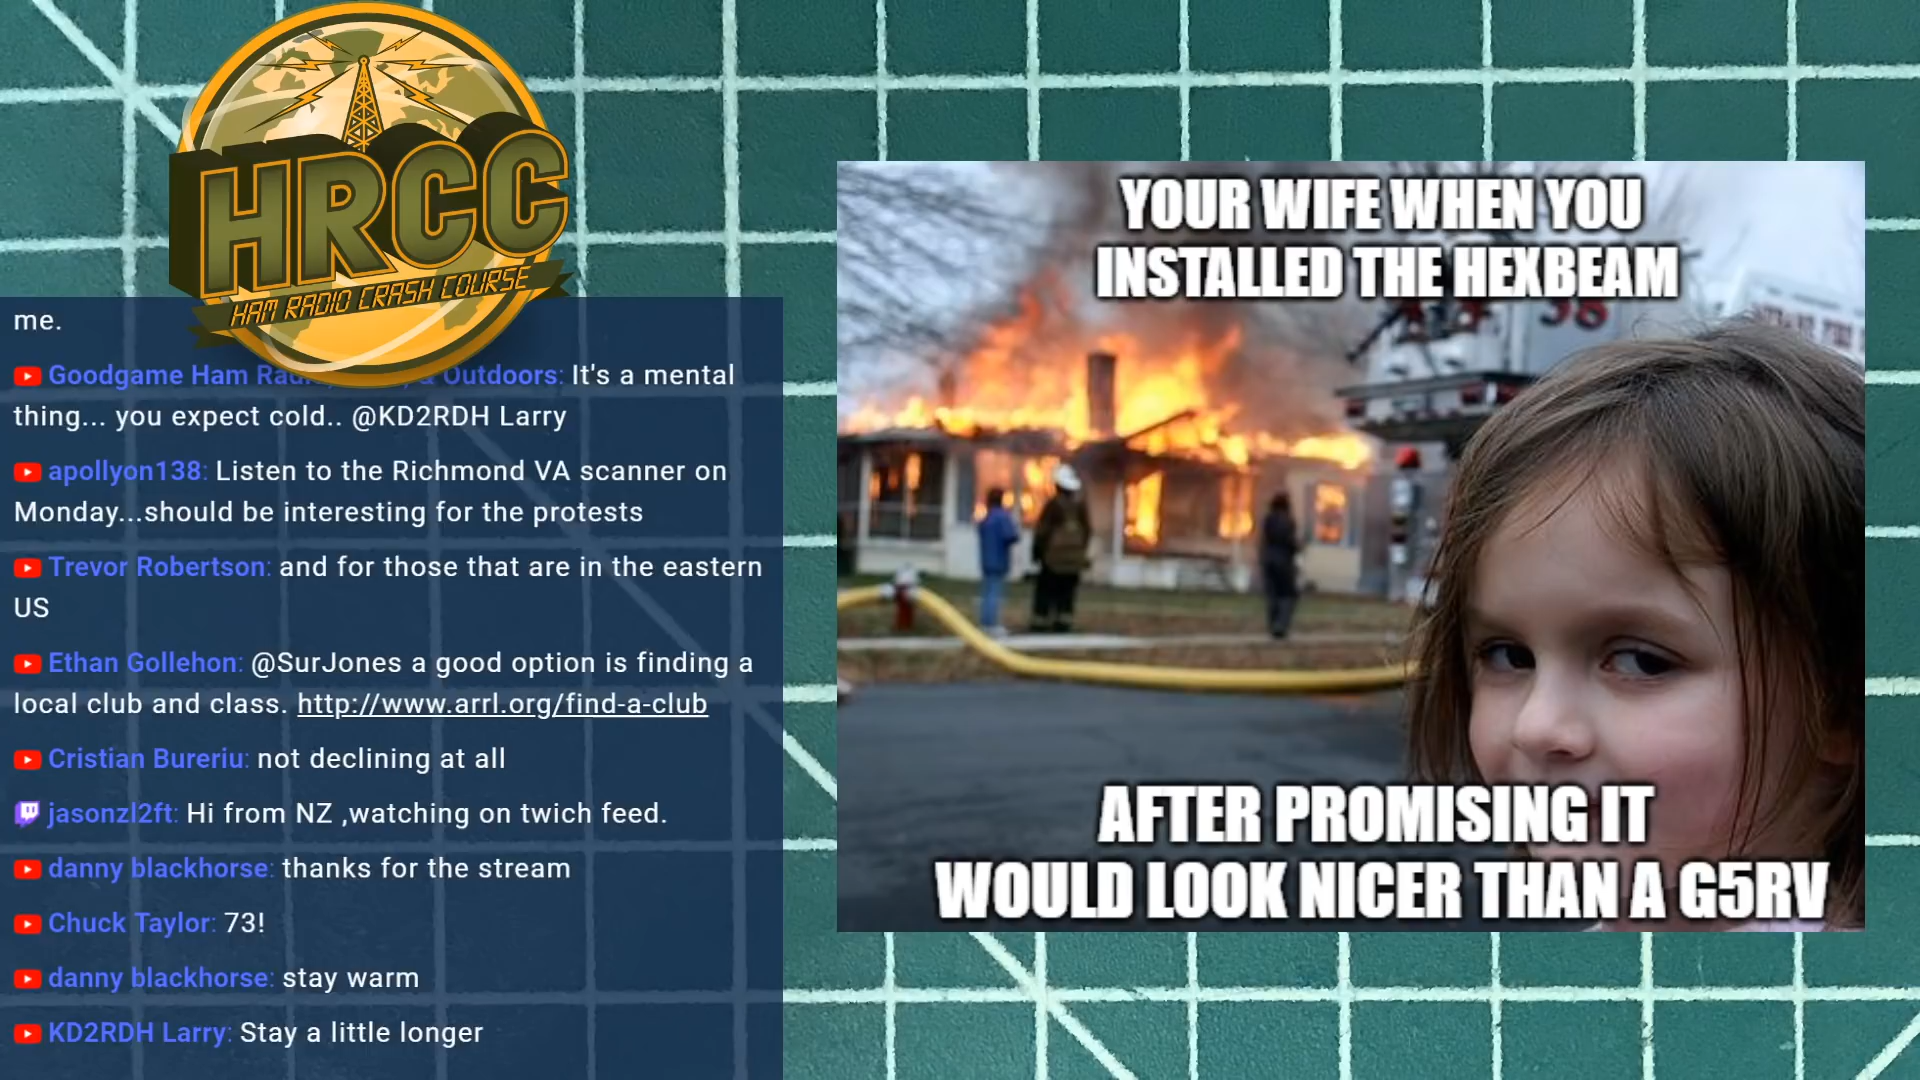 HRCC
HAM RADIO CRASH COURSE
me.
Goodgame Ham Radio, & Outdoors: It's a mental
thing... you expect cold.. @KD2RDH Larry
apollyon138: Listen to the Richmond VA scanner on
Monday...should be interesting for the protests
Trevor Robertson: and for those that are in the eastern
US
Ethan Gollehon: @SurJones a good option is finding a
local club and class. http://www.arrl.org/find-a-club
Cristian Bureriu: not declining at all
jasonzl2ft: Hi from NZ ,watching on twich feed.
danny blackhorse: thanks for the stream
Chuck Taylor: 73!
danny blackhorse: stay warm
KD2RDH Larry: Stay a little longer
YOUR WIFE WHEN YOU
INSTALLED THE HEXBEAM
AFTER PROMISING IT
WOULD LOOK NICER THAN A G5RV